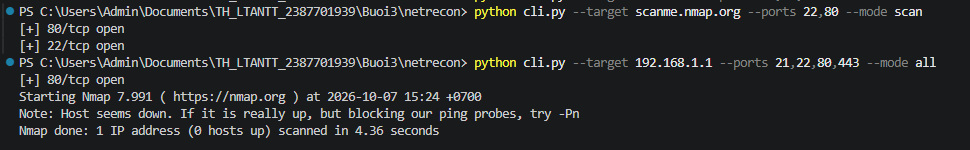 PS C:\Users\Admin\Documents\TH_LTANTT_2387701939\Buoi3\netrecon> python cli.py --target scanme.nmap.org --ports 22,80 --mode scan
[+] 80/tcp open
[+] 22/tcp open
PS C:\Users\Admin\Documents\TH_LTANTT_2387701939\Buoi3\netrecon> python cli.py --target 192.168.1.1 --ports 21,22,80,443 --mode all
[+] 80/tcp open
Starting Nmap 7.991 ( https://nmap.org ) at 2026-10-07 15:24 +0700
Note: Host seems down. If it is really up, but blocking our ping probes, try -Pn
Nmap done: 1 IP address (0 hosts up) scanned in 4.36 seconds